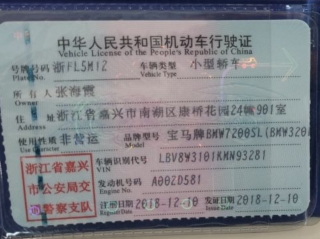 中华人民共和国机动车行驶证
Vehicle License of the People's Republic of China
号牌号码 浙FL5M12 车辆类型 小型轿车
Plate No. Vehicle Type
所有人 张海霞
Owner
住址 浙江省嘉兴市南湖区康桥花园24幢901室
使用性质 非营运 品牌型号 宝马牌BMW7200SL(BMW320
Use Character
浙江省嘉兴 车辆识别代号 LBV8W3101KMW93281
VIN
市公安局交 发动机号码 A00ZD581
Engine No.
通警察支队 注册日期 2018-12-10 发证日期 2018-12-10
Register Date Issue Date